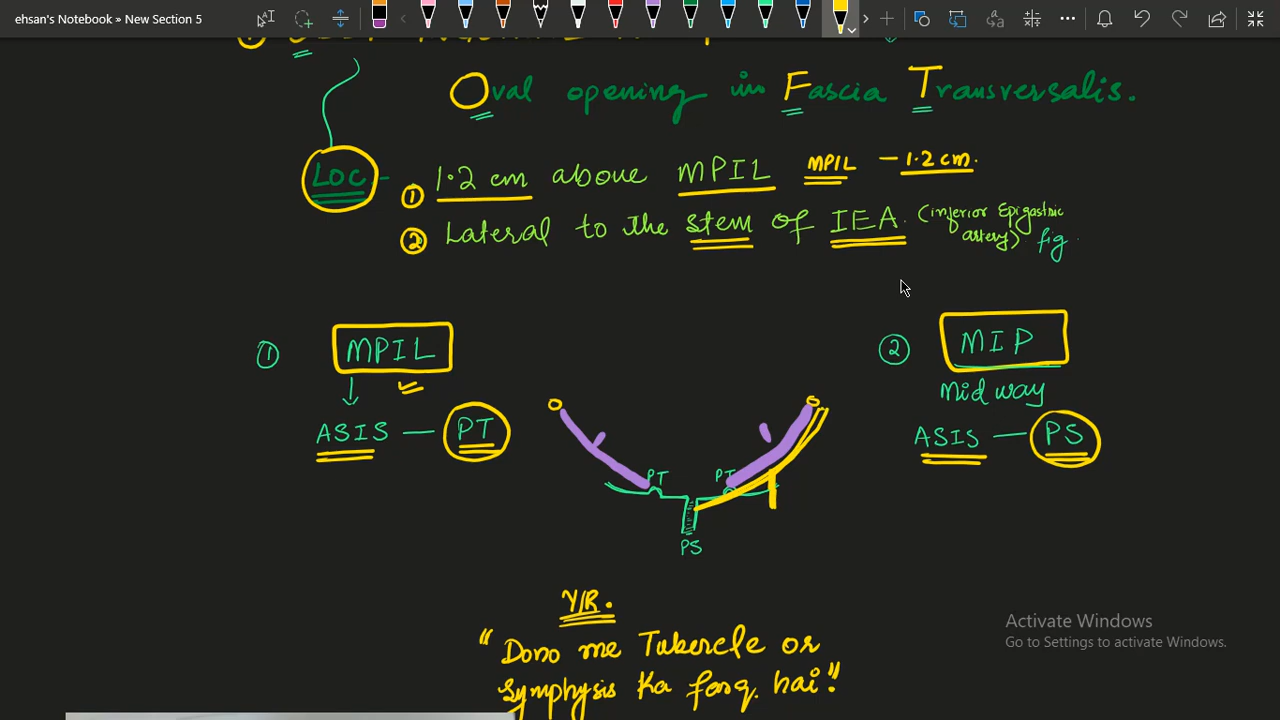 ehsan's Notebook » New Section 5
Oval opening in Fascia Transversalis.
LOC - ① 1.2 cm above MPIL MPIL - 1.2 cm.
② Lateral to the stem of IEA. (inferior Epigastric
artery) fig
① MPIL
② MIP
Midway
ASIS — PT
ASIS — PS
PT PT
PS
Y/R.
"Dono me Tubercle or
Symphysis Ka farq. hai."
Activate Windows
Go to Settings to activate Windows.